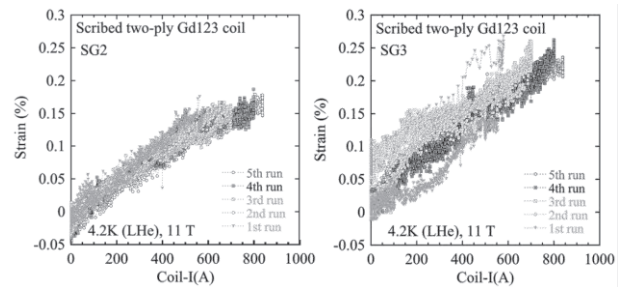 0.3
Scribed two-ply Gd123 coil
SG2
0.25
0.2
0.15
0.1
0.05
0
-0.05
Strain (%)
5th run
4th run
3rd run
2nd run
1st run
4.2K (LHe), 11 T
0 200 400 600 800 1000
Coil-I(A)
0.3
Scribed two-ply Gd123 coil
SG3
0.25
0.2
0.15
0.1
0.05
0
-0.05
Strain (%)
5th run
4th run
3rd run
2nd run
1st run
4.2K (LHe), 11 T
0 200 400 600 800 1000
Coil-I(A)